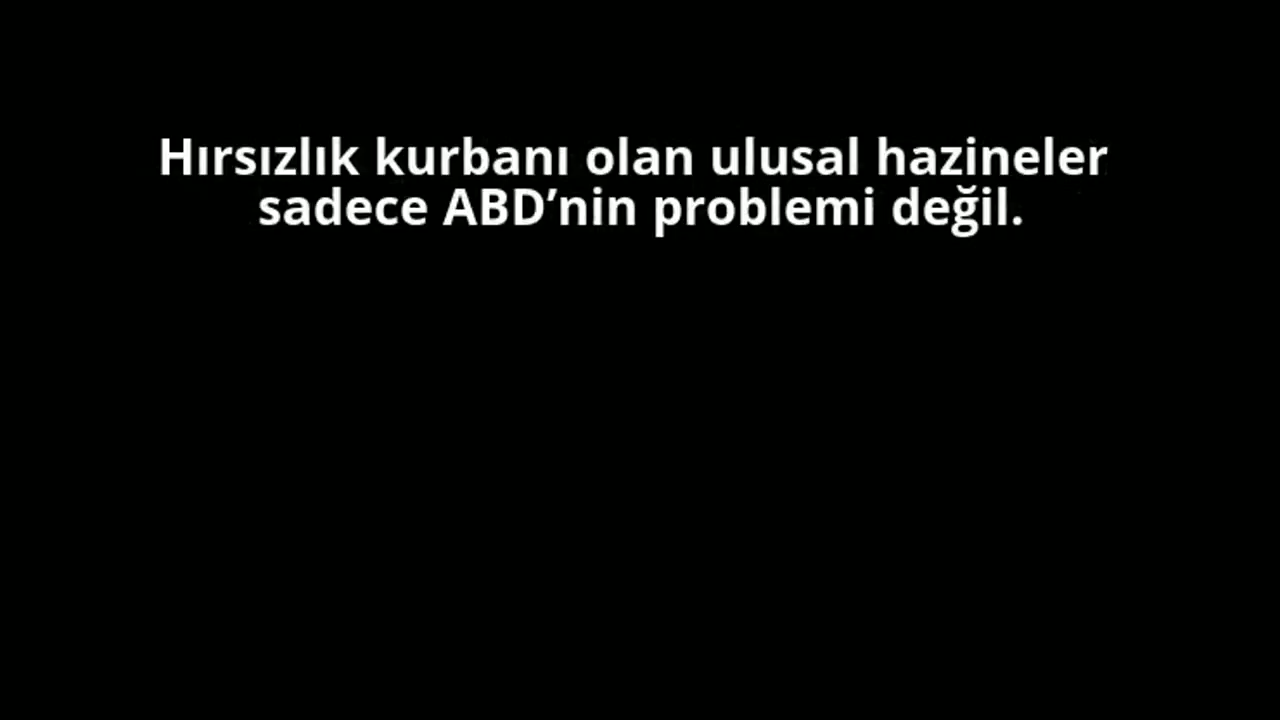 Hırsızlık kurbanı olan ulusal hazineler
sadece ABD’nin problemi değil.